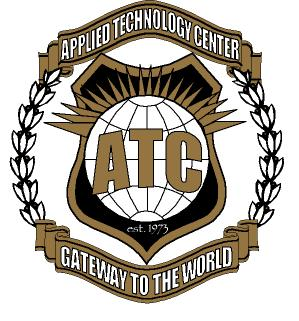 APPLIED TECHNOLOGY CENTER
ATC
est. 1973
GATEWAY TO THE WORLD